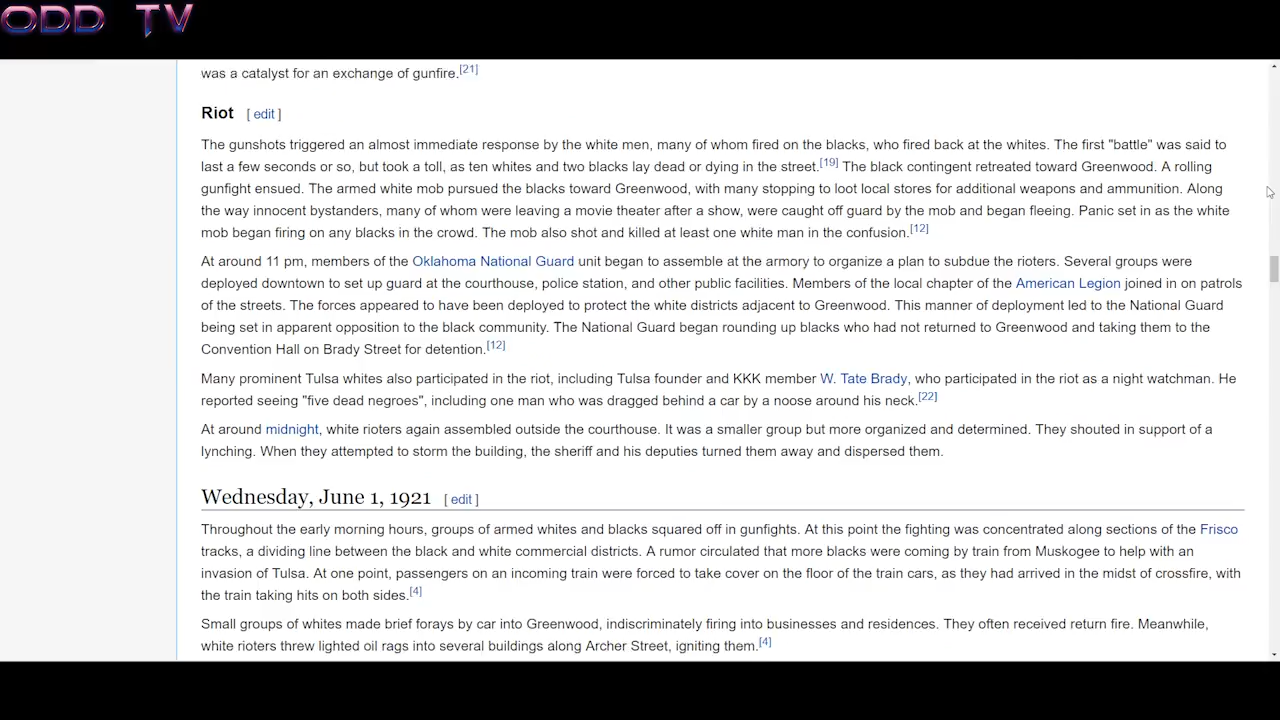 ODD TV
was a catalyst for an exchange of gunfire.[21]
Riot [ edit ]
The gunshots triggered an almost immediate response by the white men, many of whom fired on the blacks, who fired back at the whites. The first "battle" was said to
last a few seconds or so, but took a toll, as ten whites and two blacks lay dead or dying in the street.[19] The black contingent retreated toward Greenwood. A rolling
gunfight ensued. The armed white mob pursued the blacks toward Greenwood, with many stopping to loot local stores for additional weapons and ammunition. Along
the way innocent bystanders, many of whom were leaving a movie theater after a show, were caught off guard by the mob and began fleeing. Panic set in as the white
mob began firing on any blacks in the crowd. The mob also shot and killed at least one white man in the confusion.[12]
At around 11 pm, members of the Oklahoma National Guard unit began to assemble at the armory to organize a plan to subdue the rioters. Several groups were
deployed downtown to set up guard at the courthouse, police station, and other public facilities. Members of the local chapter of the American Legion joined in on patrols
of the streets. The forces appeared to have been deployed to protect the white districts adjacent to Greenwood. This manner of deployment led to the National Guard
being set in apparent opposition to the black community. The National Guard began rounding up blacks who had not returned to Greenwood and taking them to the
Convention Hall on Brady Street for detention.[12]
Many prominent Tulsa whites also participated in the riot, including Tulsa founder and KKK member W. Tate Brady, who participated in the riot as a night watchman. He
reported seeing "five dead negroes", including one man who was dragged behind a car by a noose around his neck.[22]
At around midnight, white rioters again assembled outside the courthouse. It was a smaller group but more organized and determined. They shouted in support of a
lynching. When they attempted to storm the building, the sheriff and his deputies turned them away and dispersed them.
Wednesday, June 1, 1921 [ edit ]
Throughout the early morning hours, groups of armed whites and blacks squared off in gunfights. At this point the fighting was concentrated along sections of the Frisco
tracks, a dividing line between the black and white commercial districts. A rumor circulated that more blacks were coming by train from Muskogee to help with an
invasion of Tulsa. At one point, passengers on an incoming train were forced to take cover on the floor of the train cars, as they had arrived in the midst of crossfire, with
the train taking hits on both sides.[4]
Small groups of whites made brief forays by car into Greenwood, indiscriminately firing into businesses and residences. They often received return fire. Meanwhile,
white rioters threw lighted oil rags into several buildings along Archer Street, igniting them.[4]